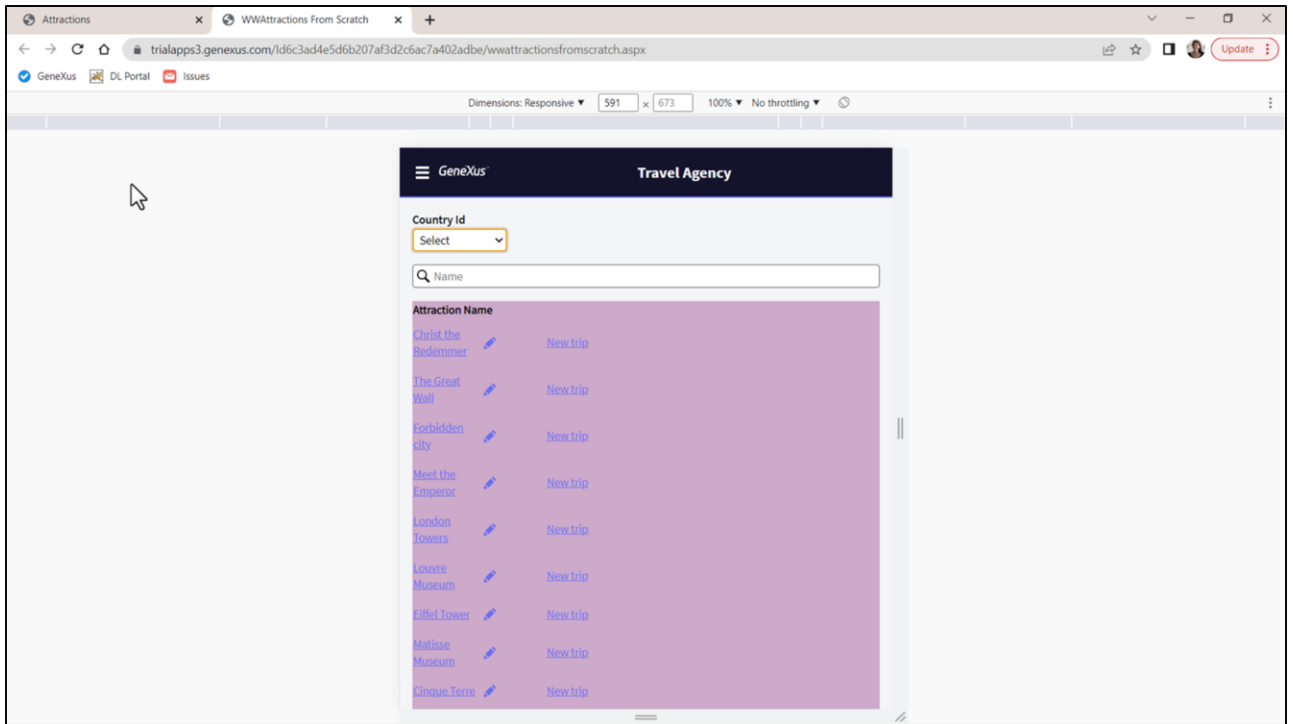 Attractions
WWAttractions From Scratch
trialapps3.genexus.com/Id6c3ad4e5d6b207af3d2c6ac7a402adbe/wwattractionsfromscratch.aspx
Update
GeneXus DL Portal Issues
Dimensions: Responsive ▼ 591 x 673 100% ▼ No throttling ▼
GeneXus Travel Agency
Country Id
Select
Name
Attraction Name
Christ the
Redemmer
New trip
The Great
Wall
New trip
Forbidden
city
New trip
Meet the
Emperor
New trip
London
Towers
New trip
Louvre
Museum
New trip
Eiffel Tower New trip
Matisse
Museum
New trip
Cinque Terre New trip